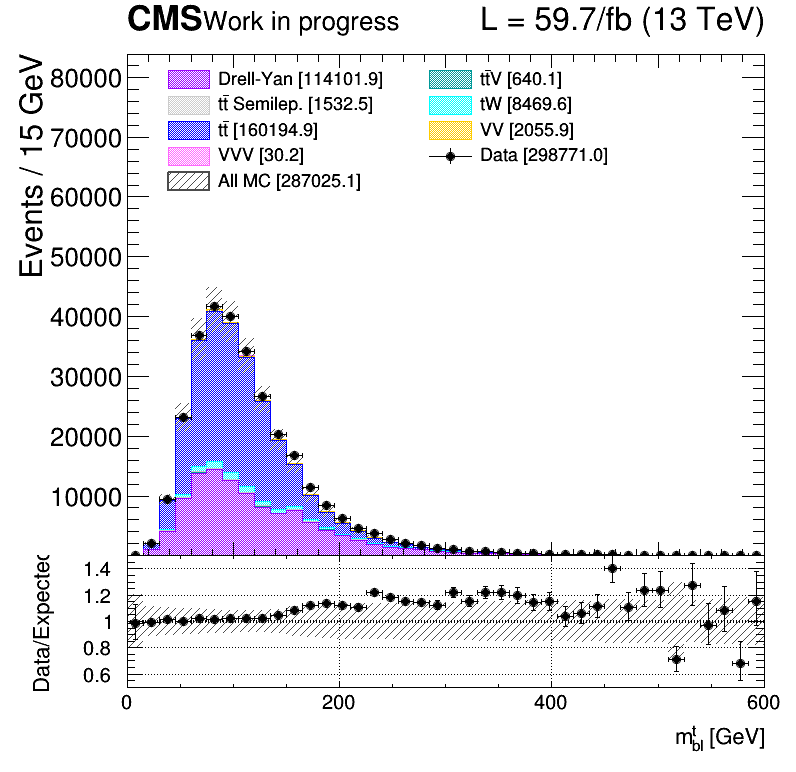 CMS Work in progress L = 59.7/fb (13 TeV)
Events / 15 GeV
80000
70000
60000
50000
40000
30000
20000
10000
Drell-Yan [114101.9]
tt̄ Semilep. [1532.5]
tt̄ [160194.9]
VVV [30.2]
All MC [287025.1]
tt̄V [640.1]
tW [8469.6]
VV [2055.9]
Data [298771.0]
Data/Expected
1.4
1.2
1
0.8
0.6
0 200 400 600
m^t_bl [GeV]